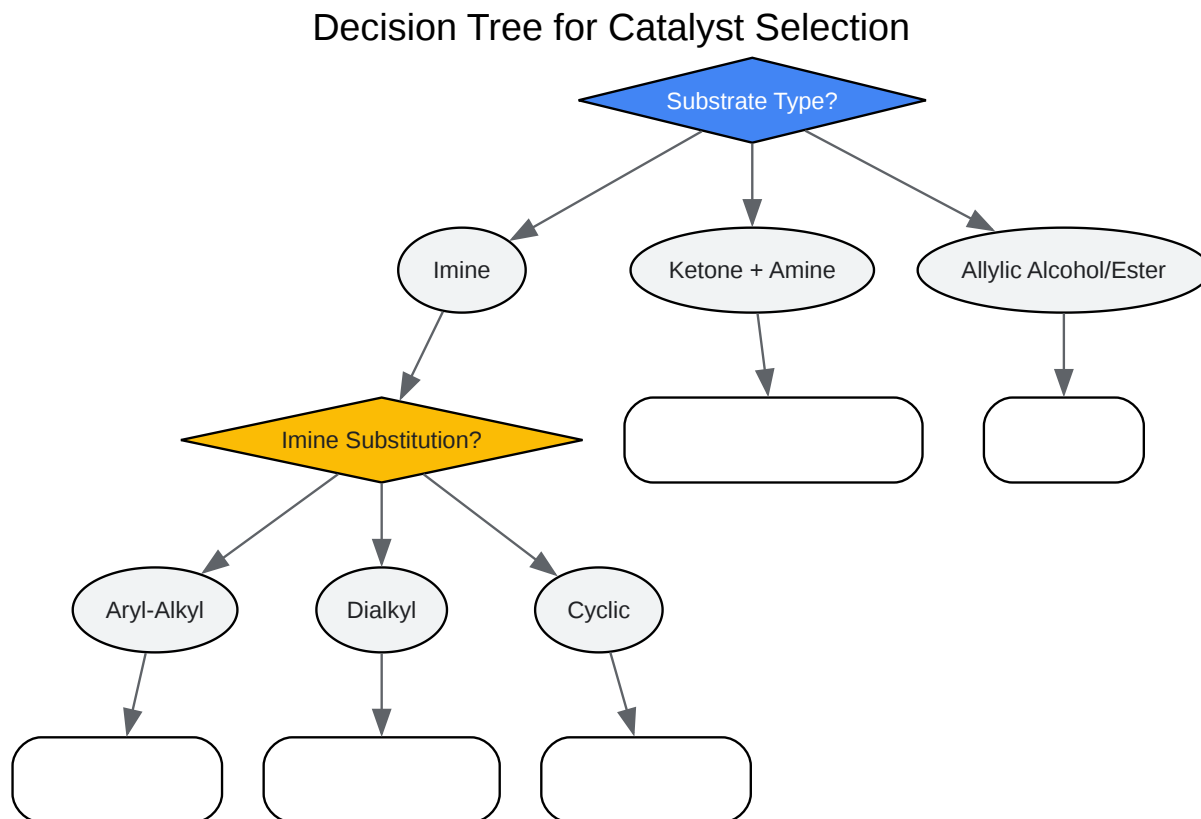 Decision Tree for Catalyst Selection
Substrate Type?
Imine
Ketone + Amine
Allylic Alcohol/Ester
Imine Substitution?
Aryl-Alkyl
Dialkyl
Cyclic